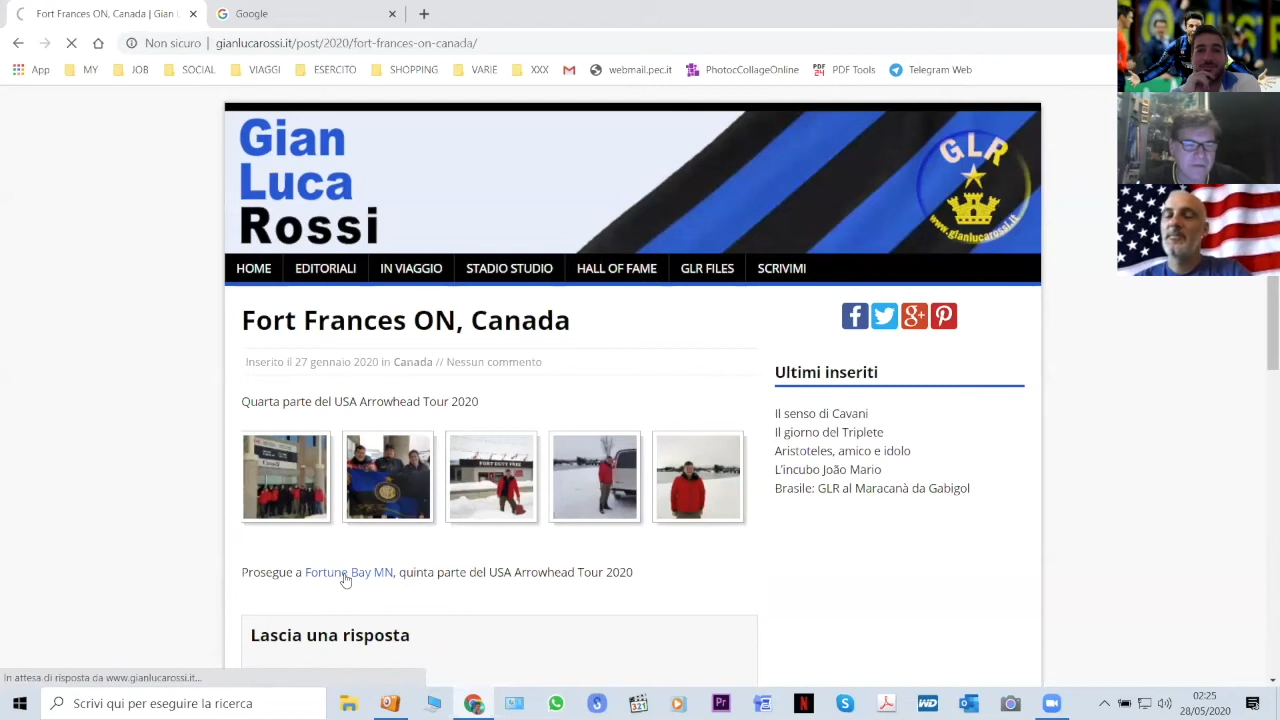 Fort Frances ON, Canada | Gian L
Google
Non sicuro
gianlucarossi.it/post/2020/fort-frances-on-canada/
App
MY
JOB
SOCIAL
VIAGGI
ESERCITO
SHOPPING
VARIE
XXX
webmail.pec.it
PhotocCollageOnline
PDF Tools
Telegram Web
Gian
Luca
Rossi
GLR
www.gianlucarossi.it
HOME
EDITORIALI
IN VIAGGIO
STADIO STUDIO
HALL OF FAME
GLR FILES
SCRIVIMI
Fort Frances ON, Canada
Inserito il 27 gennaio 2020 in Canada // Nessun commento
Quarta parte del USA Arrowhead Tour 2020
FORT DUTY FREE
Prosegue a Fortune Bay MN, quinta parte del USA Arrowhead Tour 2020
Lascia una risposta
Ultimi inseriti
Il senso di Cavani
Il giorno del Triplete
Aristoteles, amico e idolo
L'incubo João Mario
Brasile: GLR al Maracanà da Gabigol
In attesa di risposta da www.gianlucarossi.it...
Scrivi qui per eseguire la ricerca
02:25
28/05/2020